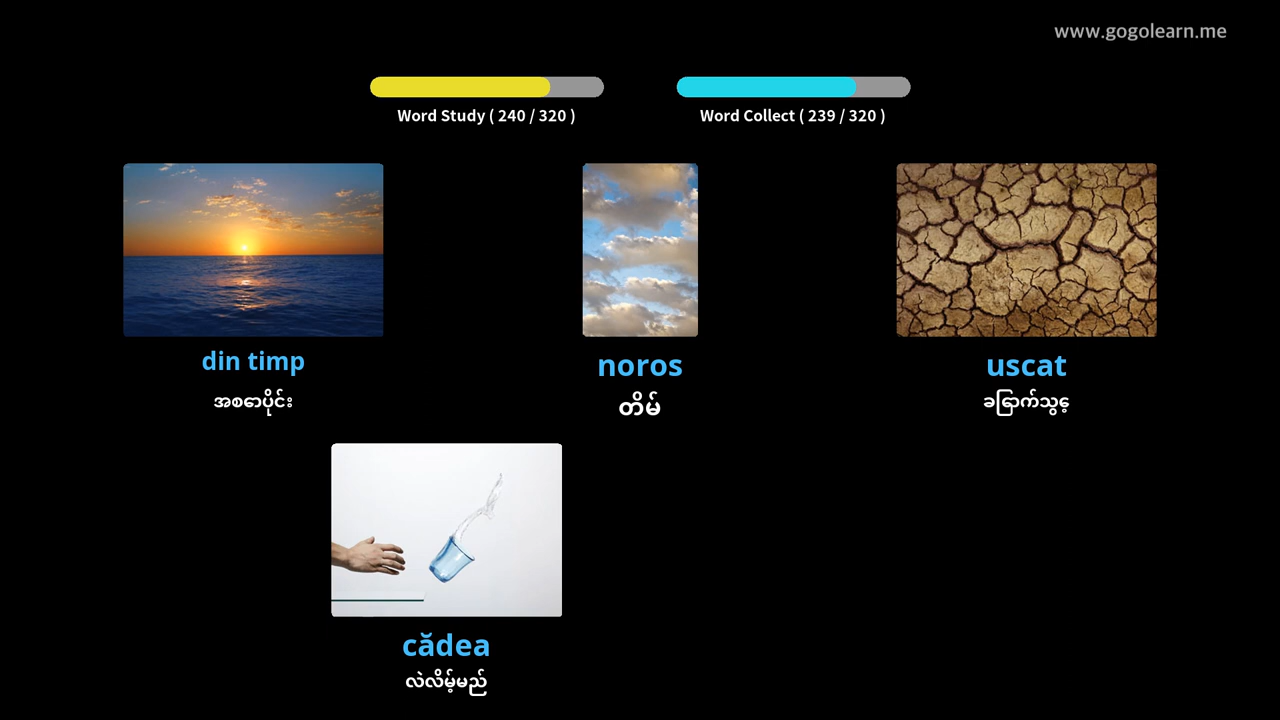 www.gogolearn.me
Word Study ( 240 / 320 )
Word Collect ( 239 / 320 )
din timp
အစောပိုင်း
noros
တိမ်
uscat
ခြောက်သွေ့
cădea
လဲလိမ့်မည်